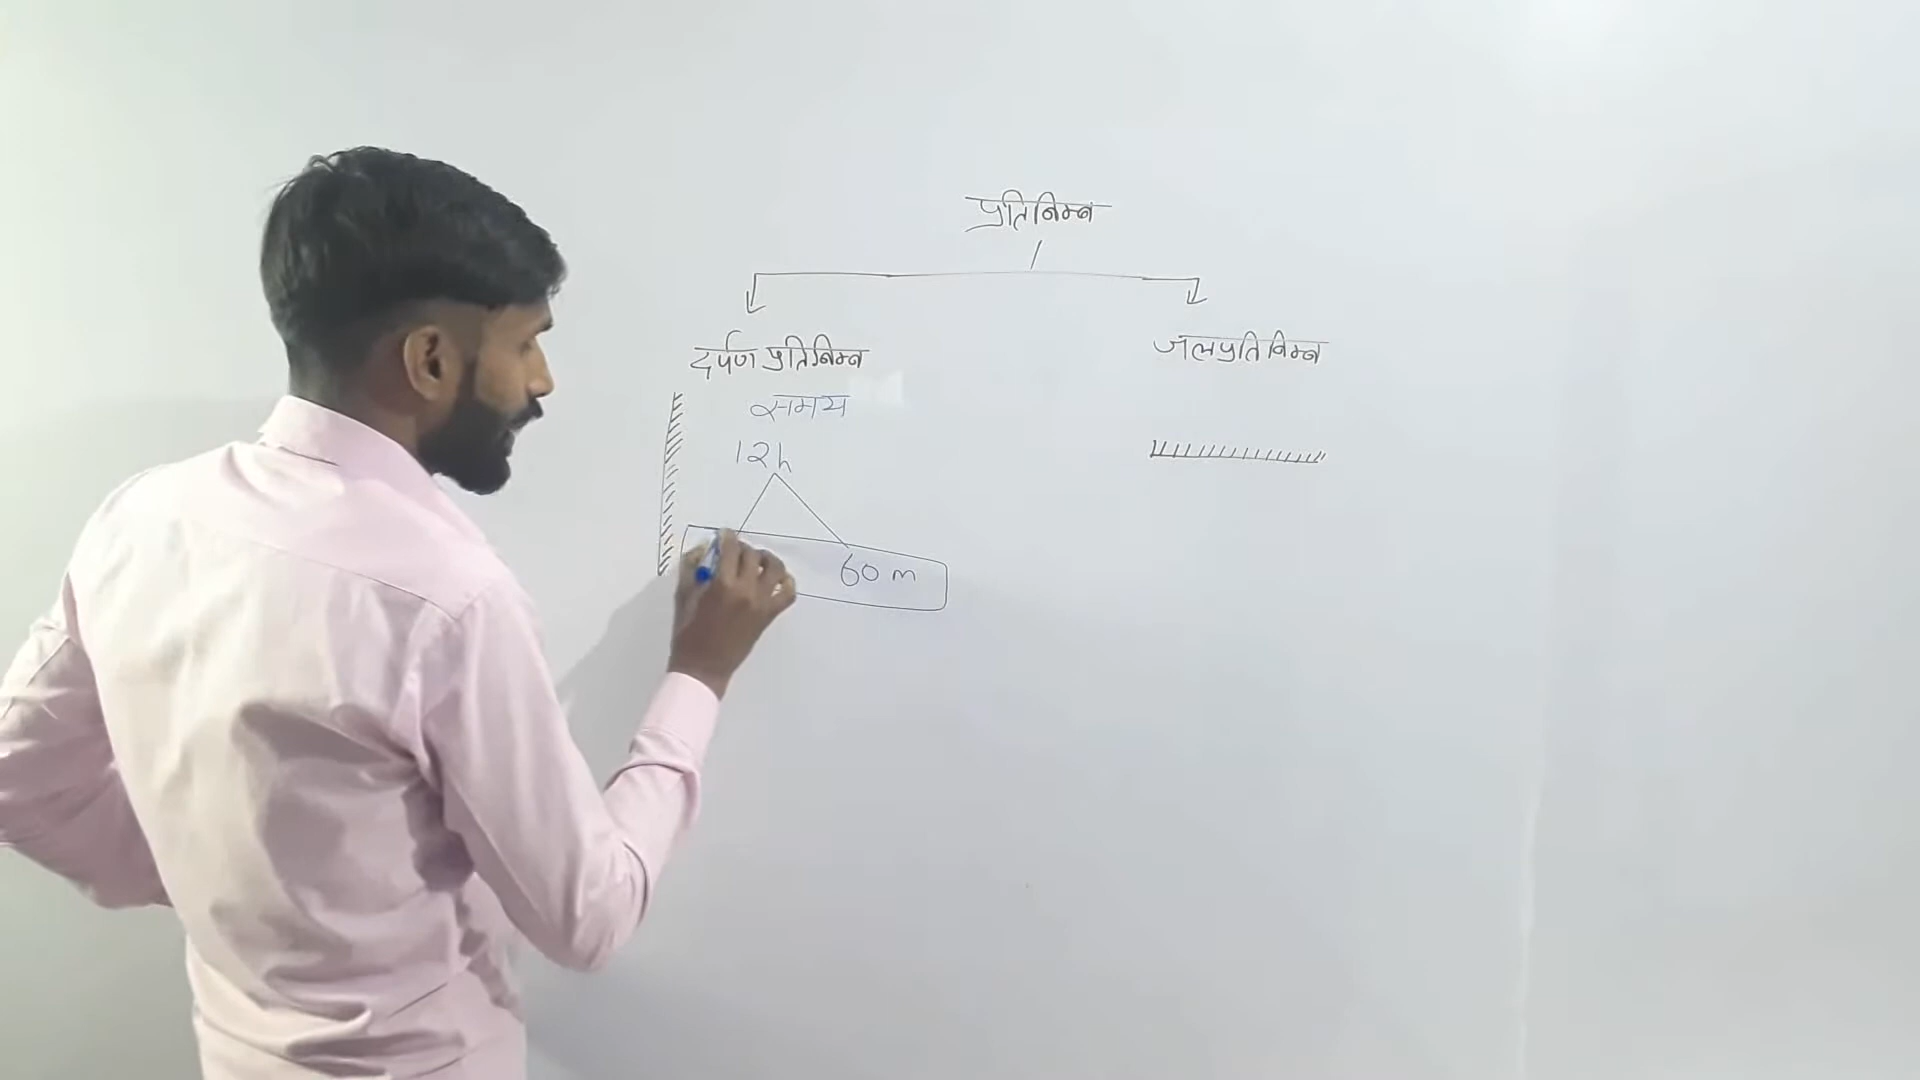 प्रतिबिम्ब
दर्पण प्रतिबिम्ब
जलप्रतिबिम्ब
समय
12h
60 m